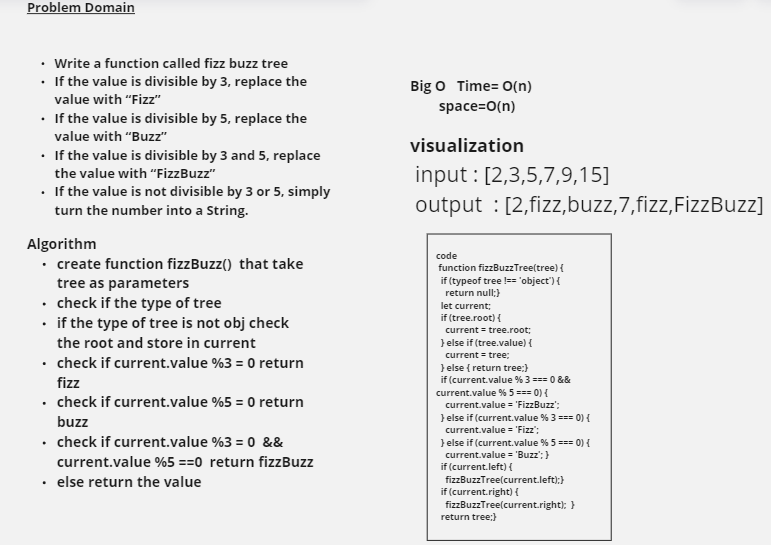 Problem Domain
• Write a function called fizz buzz tree
• If the value is divisible by 3, replace the
value with “Fizz”
• If the value is divisible by 5, replace the
value with “Buzz”
• If the value is divisible by 3 and 5, replace
the value with “FizzBuzz”
• If the value is not divisible by 3 or 5, simply
turn the number into a String.
Algorithm
• create function fizzBuzz() that take
tree as parameters
• check if the type of tree
• if the type of tree is not obj check
the root and store in current
• check if current.value %3 = 0 return
fizz
• check if current.value %5 = 0 return
buzz
• check if current.value %3 = 0 &&
current.value %5 ==0 return fizzBuzz
• else return the value
Big O Time= O(n)
space=O(n)
visualization
input : [2,3,5,7,9,15]
output : [2,fizz,buzz,7,fizz,FizzBuzz]
code
function fizzBuzzTree(tree) {
if (typeof tree !== 'object') {
return null;}
let current;
if (tree.root) {
current = tree.root;
} else if (tree.value) {
current = tree;
} else { return tree;}
if (current.value % 3 === 0 &&
current.value % 5 === 0) {
current.value = 'FizzBuzz';
} else if (current.value % 3 === 0) {
current.value = 'Fizz';
} else if (current.value % 5 === 0) {
current.value = 'Buzz'; }
if (current.left) {
fizzBuzzTree(current.left);}
if (current.right) {
fizzBuzzTree(current.right); }
return tree;}